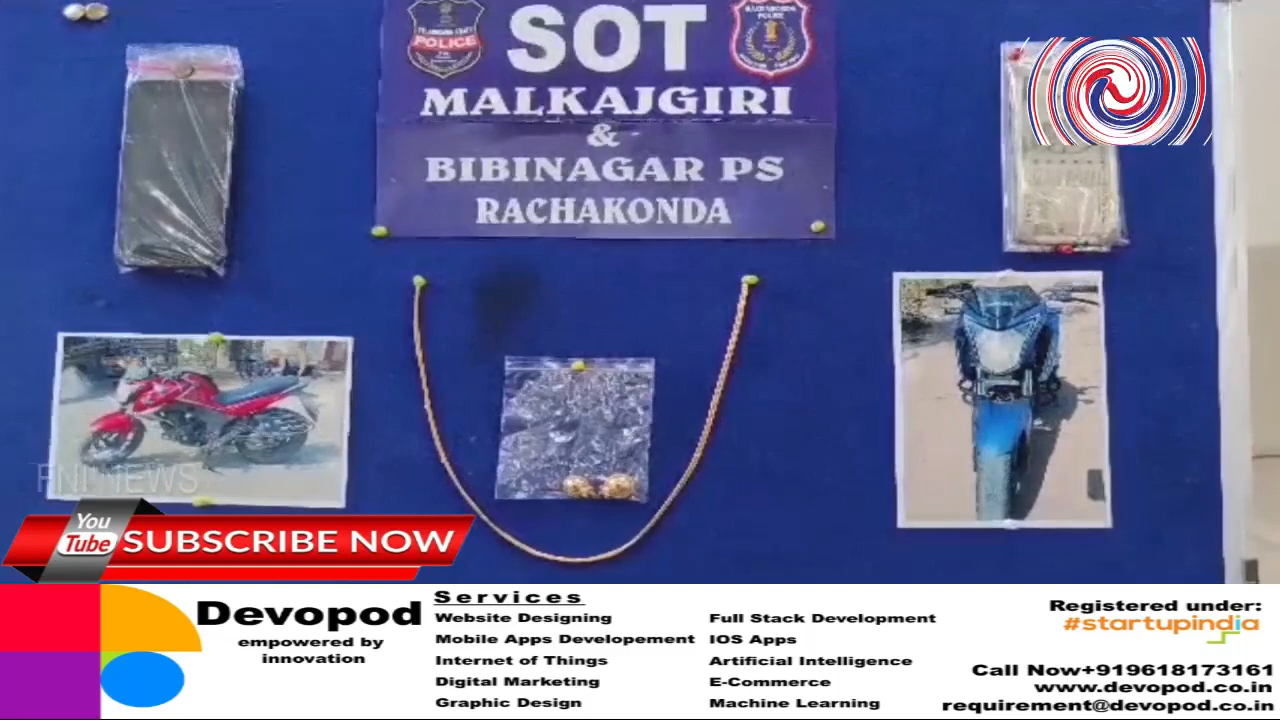 POLICE
SOT
MALKAJGIRI
&
BIBINAGAR PS
RACHAKONDA
FNI NEWS
You
Tube
SUBSCRIBE NOW
Devopod
empowered by
innovation
Services
Website Designing
Mobile Apps Developement
Internet of Things
Digital Marketing
Graphic Design
Full Stack Development
IOS Apps
Artificial Intelligence
E-Commerce
Machine Learning
Registered under:
#startupindia
Call Now+919618173161
www.devopod.co.in
requirement@devopod.co.in